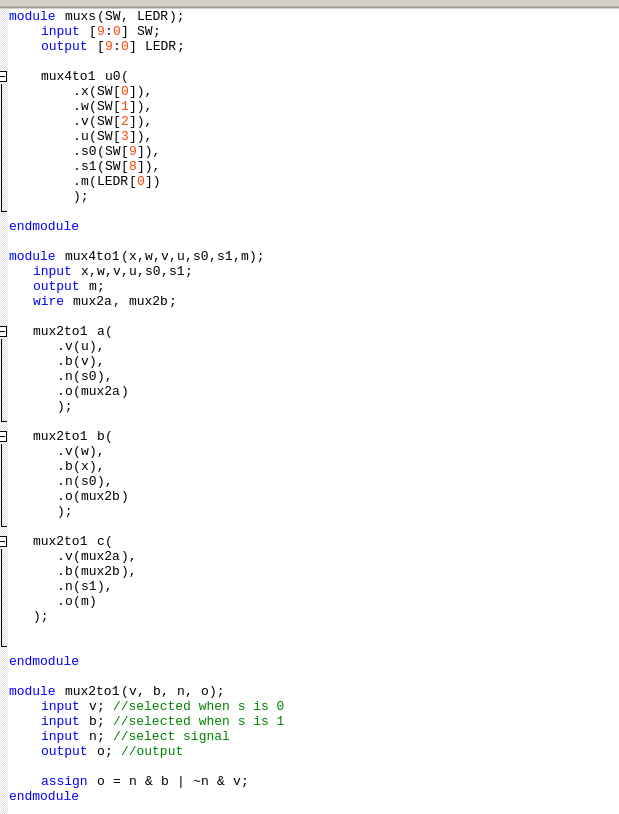 module muxs(SW, LEDR);
    input [9:0] SW;
    output [9:0] LEDR;

    mux4to1 u0(
        .x(SW[0]),
        .w(SW[1]),
        .v(SW[2]),
        .u(SW[3]),
        .s0(SW[9]),
        .s1(SW[8]),
        .m(LEDR[0])
        );

endmodule

module mux4to1(x,w,v,u,s0,s1,m);
   input x,w,v,u,s0,s1;
   output m;
   wire mux2a, mux2b;

   mux2to1 a(
      .v(u),
      .b(v),
      .n(s0),
      .o(mux2a)
      );

   mux2to1 b(
      .v(w),
      .b(x),
      .n(s0),
      .o(mux2b)
      );

   mux2to1 c(
      .v(mux2a),
      .b(mux2b),
      .n(s1),
      .o(m)
   );


endmodule

module mux2to1(v, b, n, o);
    input v; //selected when s is 0
    input b; //selected when s is 1
    input n; //select signal
    output o; //output

    assign o = n & b | ~n & v;
endmodule